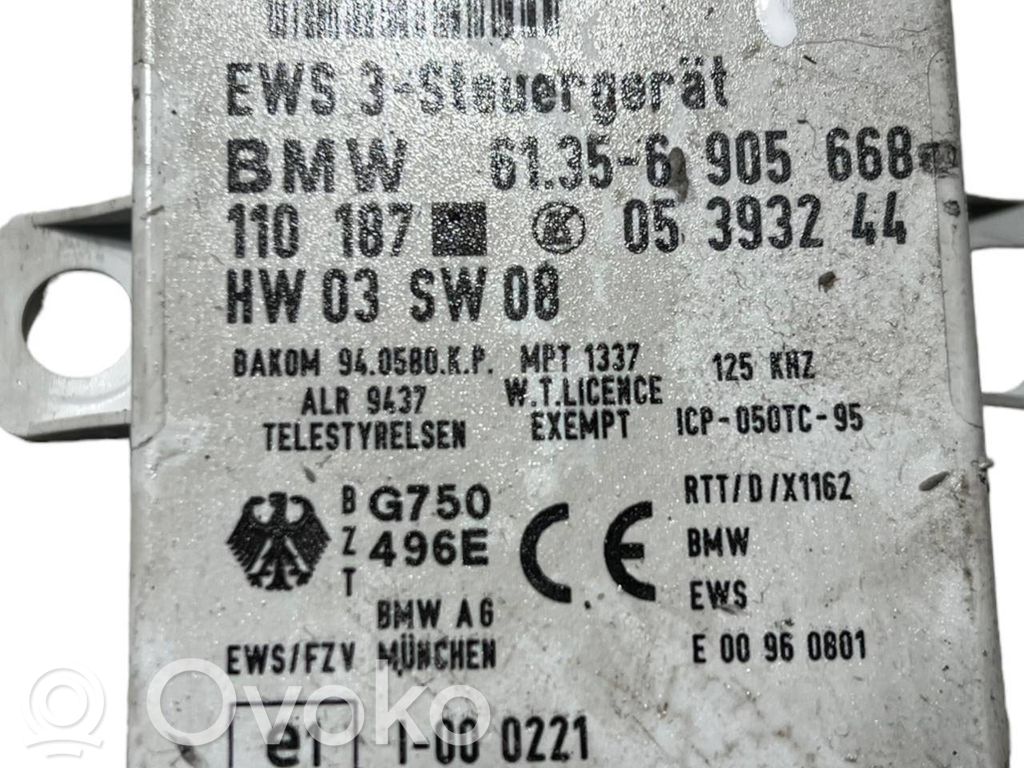 EWS 3-Steuergerät
BMW 61.35-6 905 668
110 187 05 3932 44
HW 03 SW 08
BAKOM 94.0580.K.P. MPT 1337 125 KHZ
ALR 9437 W.T.LICENCE
TELESTYRELSEN EXEMPT ICP-050TC-95
BZT G750 496E CE RTT/D/X1162
BMW
BMW AG EWS
EWS/FZV MÜNCHEN E 00 96 0801
e1 1-00 0221
Ovoko